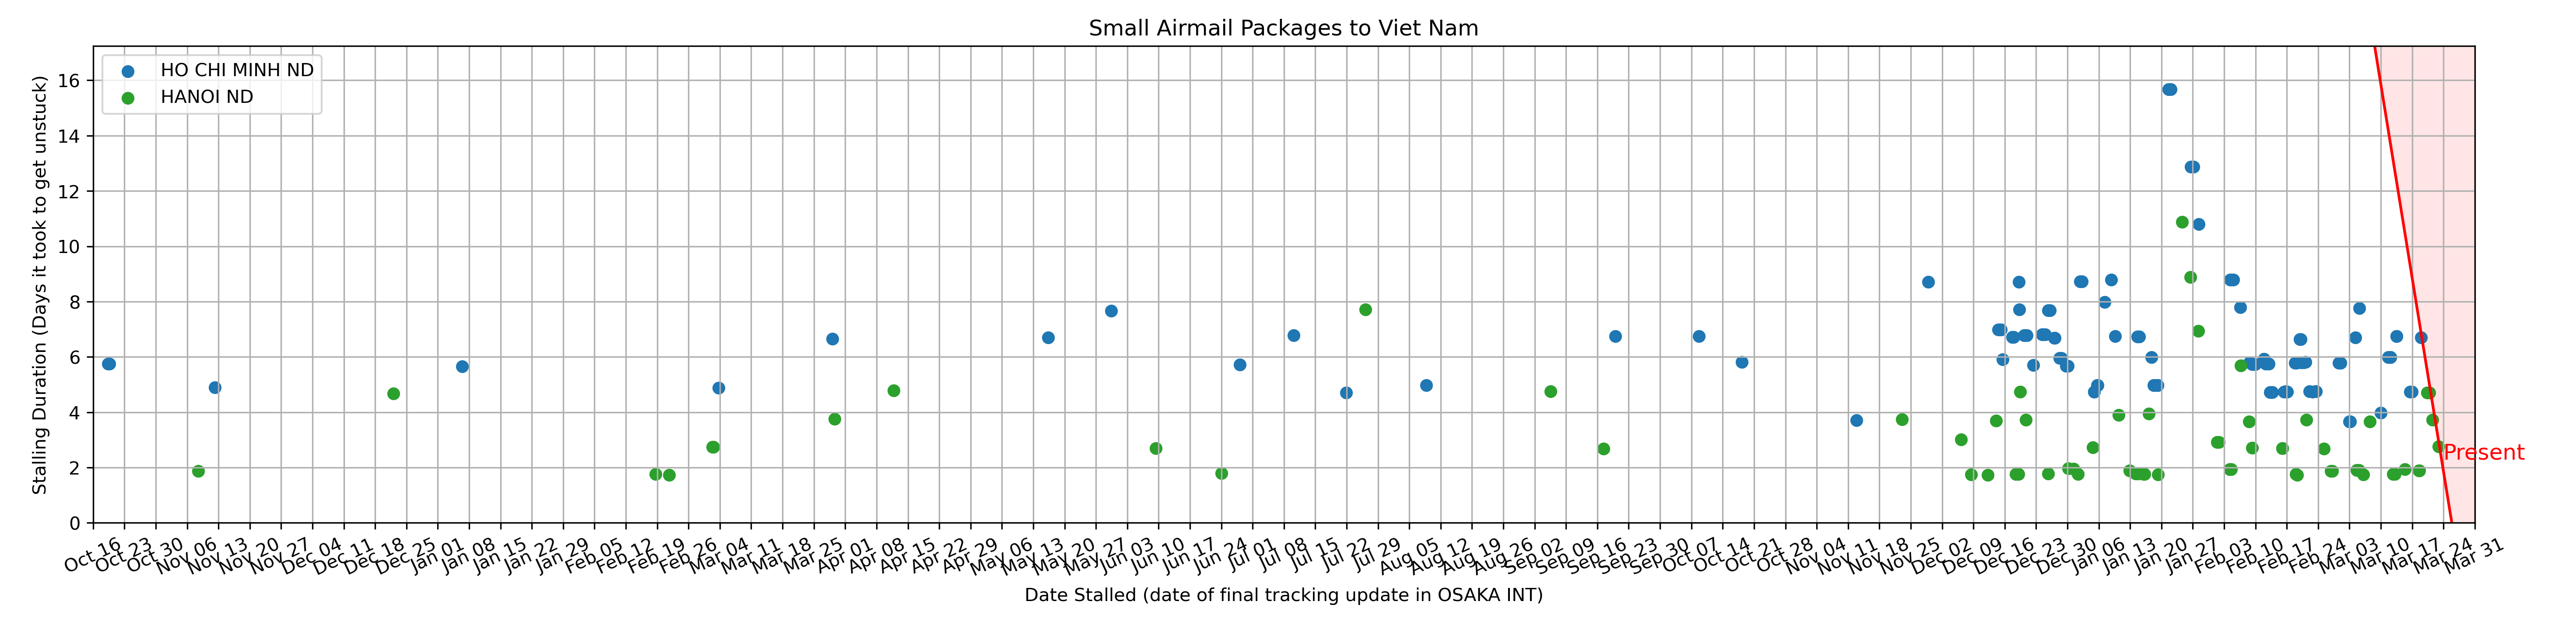 Small Airmail Packages to Viet Nam
HO CHI MINH ND
HANOI ND
Stalling Duration (Days it took to get unstuck)
16
14
12
10
8
6
4
2
0
Present
Oct 16
Oct 23
Oct 30
Nov 06
Nov 13
Nov 20
Nov 27
Dec 04
Dec 11
Dec 18
Dec 25
Jan 01
Jan 08
Jan 15
Jan 22
Jan 29
Feb 05
Feb 12
Feb 19
Feb 26
Mar 04
Mar 11
Mar 18
Mar 25
Apr 01
Apr 08
Apr 15
Apr 22
Apr 29
May 06
May 13
May 20
May 27
Jun 03
Jun 10
Jun 17
Jun 24
Jul 01
Jul 08
Jul 15
Jul 22
Jul 29
Aug 05
Aug 12
Aug 19
Aug 26
Sep 02
Sep 09
Sep 16
Sep 23
Sep 30
Oct 07
Oct 14
Oct 21
Oct 28
Nov 04
Nov 11
Nov 18
Nov 25
Dec 02
Dec 09
Dec 16
Dec 23
Dec 30
Jan 06
Jan 13
Jan 20
Jan 27
Feb 03
Feb 10
Feb 17
Feb 24
Mar 03
Mar 10
Mar 17
Mar 24
Mar 31
Date Stalled (date of final tracking update in OSAKA INT)